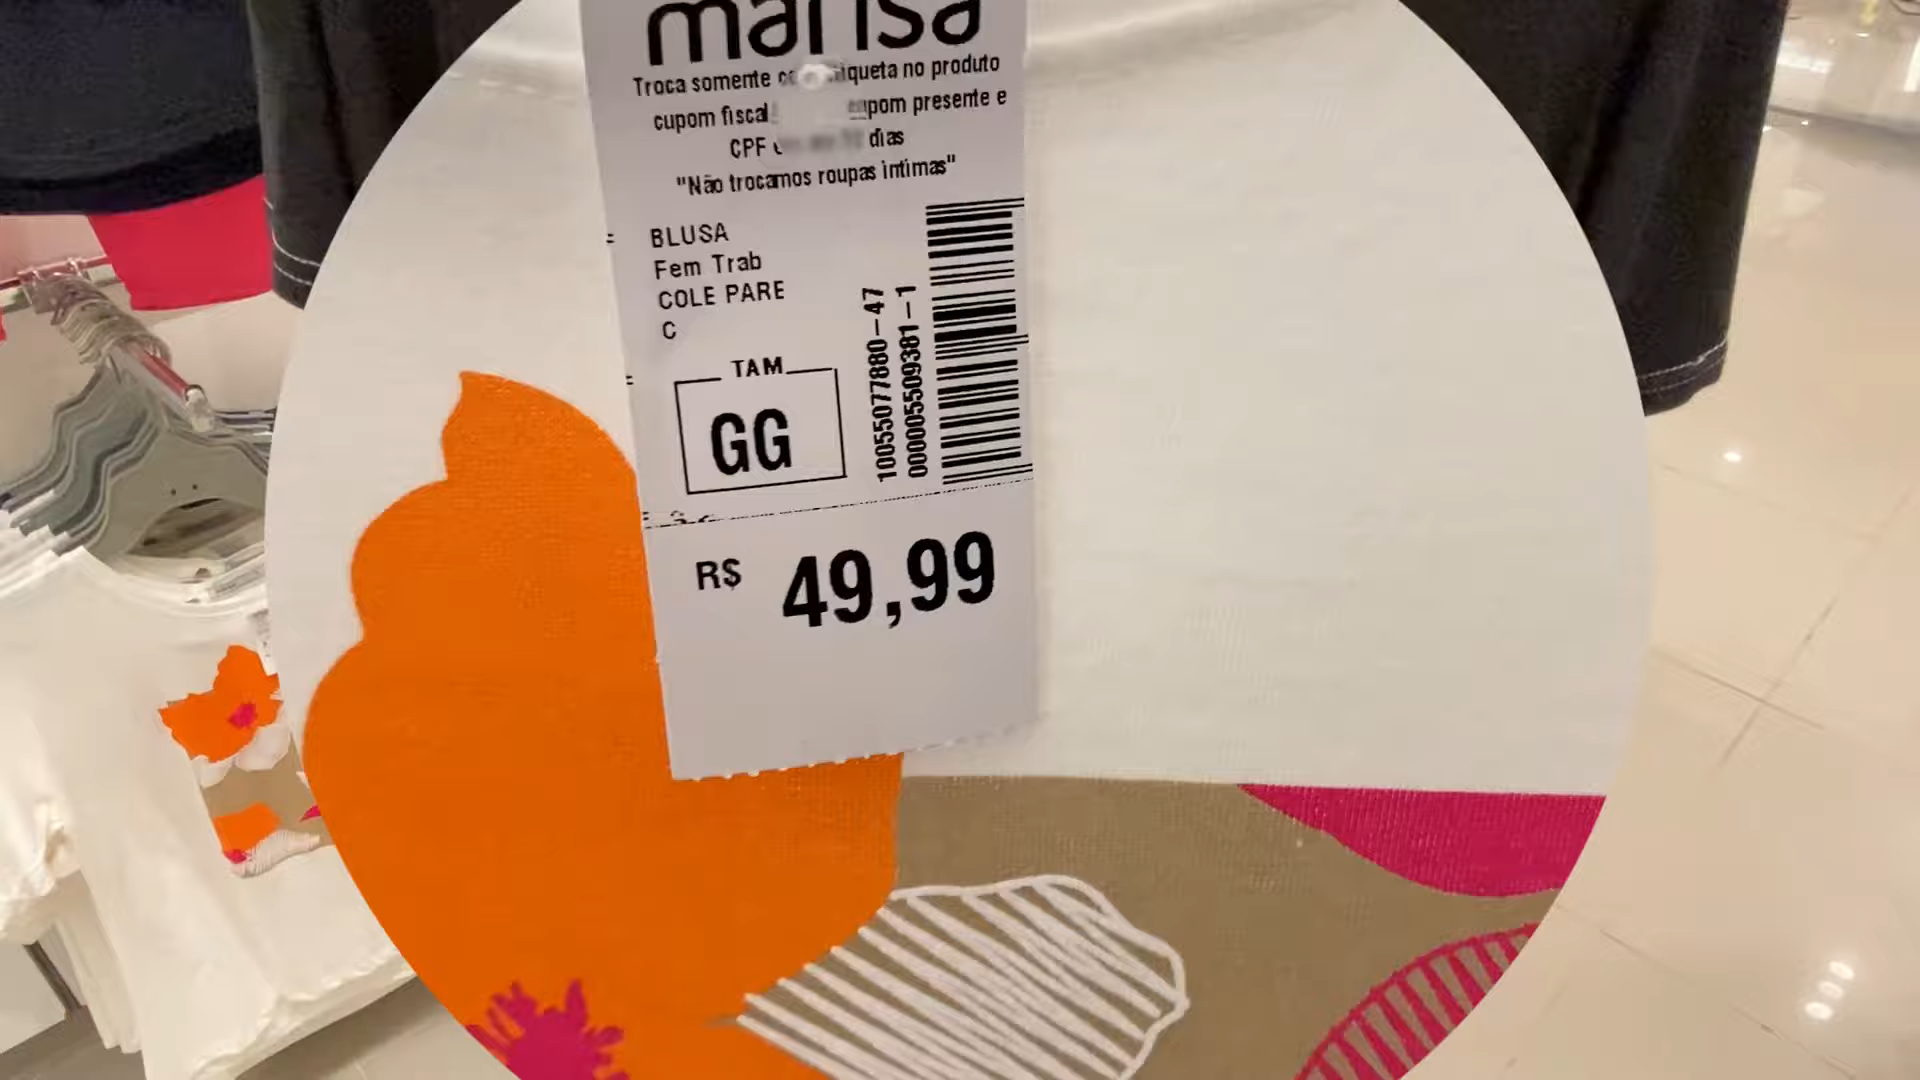 marisa
Troca somente etiqueta no produto
cupom fiscal cupom presente e
CPF dias
"Não trocamos roupas intimas"
BLUSA
Fem Trab
COLE PARE
C
TAM
GG
10055077880-47
000005509381-1
R$ 49,99